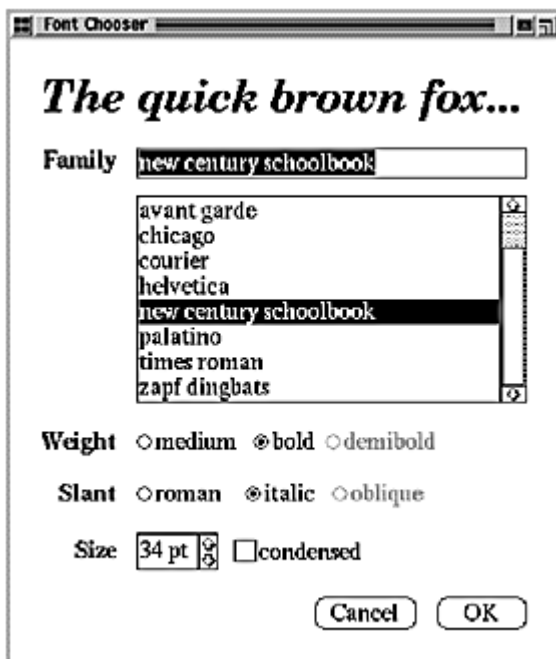 Font Chooser
The quick brown fox...
Family new century schoolbook
avant garde
chicago
courier
helvetica
new century schoolbook
palatino
times roman
zapf dingbats
Weight medium bold demibold
Slant roman italic oblique
Size 34 pt condensed
Cancel OK